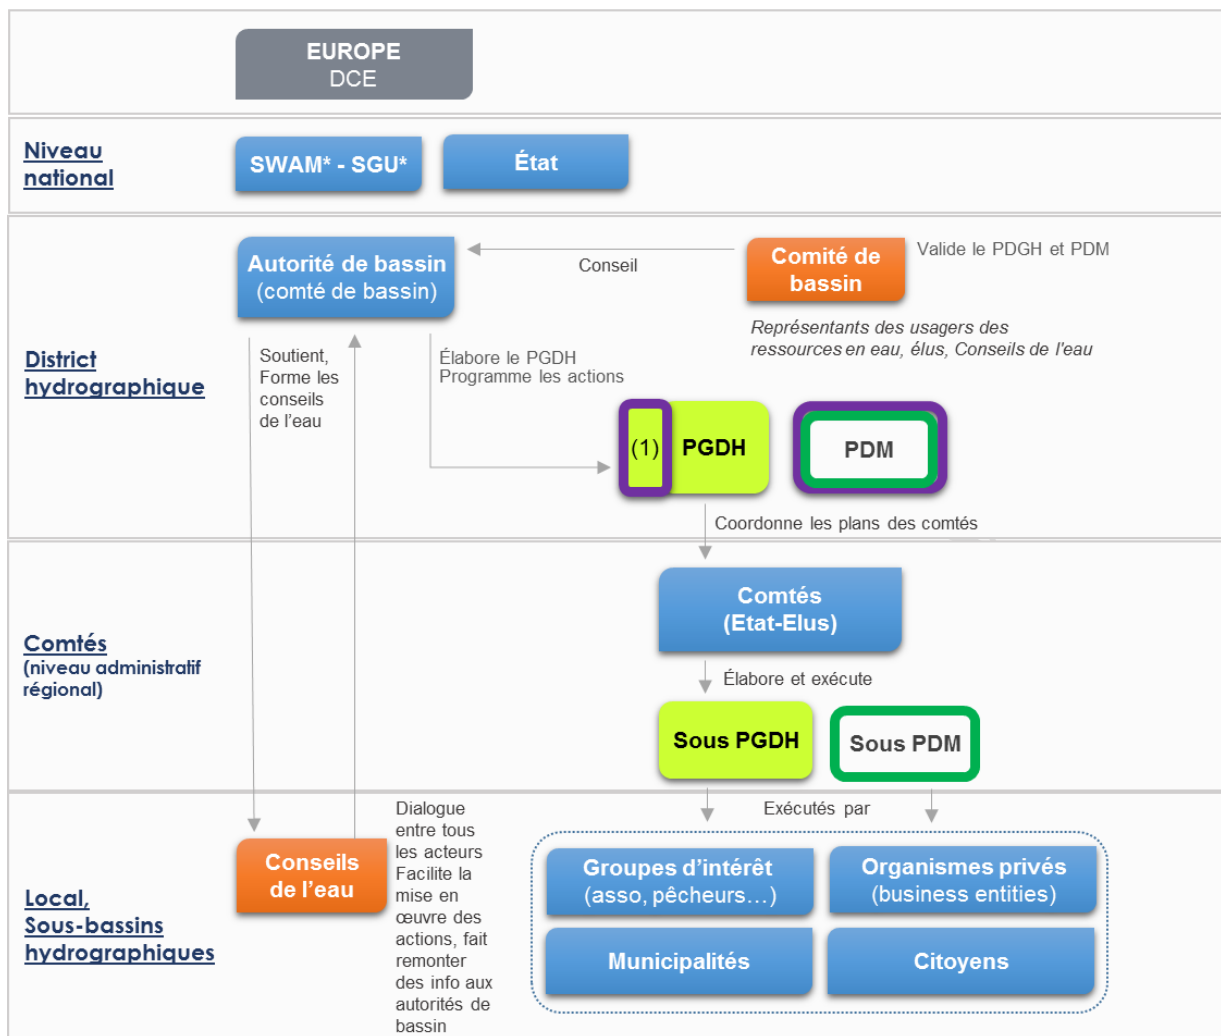 EUROPE
DCE
Niveau
national
SWAM* - SGU*
État
District
hydrographique
Autorité de bassin
(comté de bassin)
Conseil
Comité de
bassin
Valide le PDGH et PDM
Représentants des usagers des
ressources en eau, élus, Conseils de l'eau
Soutient,
Forme les
conseils
de l’eau
Élabore le PGDH
Programme les actions
(1)
PGDH
PDM
Coordonne les plans des comtés
Comtés
(niveau administratif
régional)
Comtés
(Etat-Elus)
Élabore et exécute
Sous PGDH
Sous PDM
Local,
Sous-bassins
hydrographiques
Conseils
de l’eau
Dialogue
entre tous
les acteurs
Facilite la
mise en
œuvre des
actions, fait
remonter
des info aux
autorités de
bassin
Exécutés par
Groupes d’intérêt
(asso, pêcheurs…)
Organismes privés
(business entities)
Municipalités
Citoyens